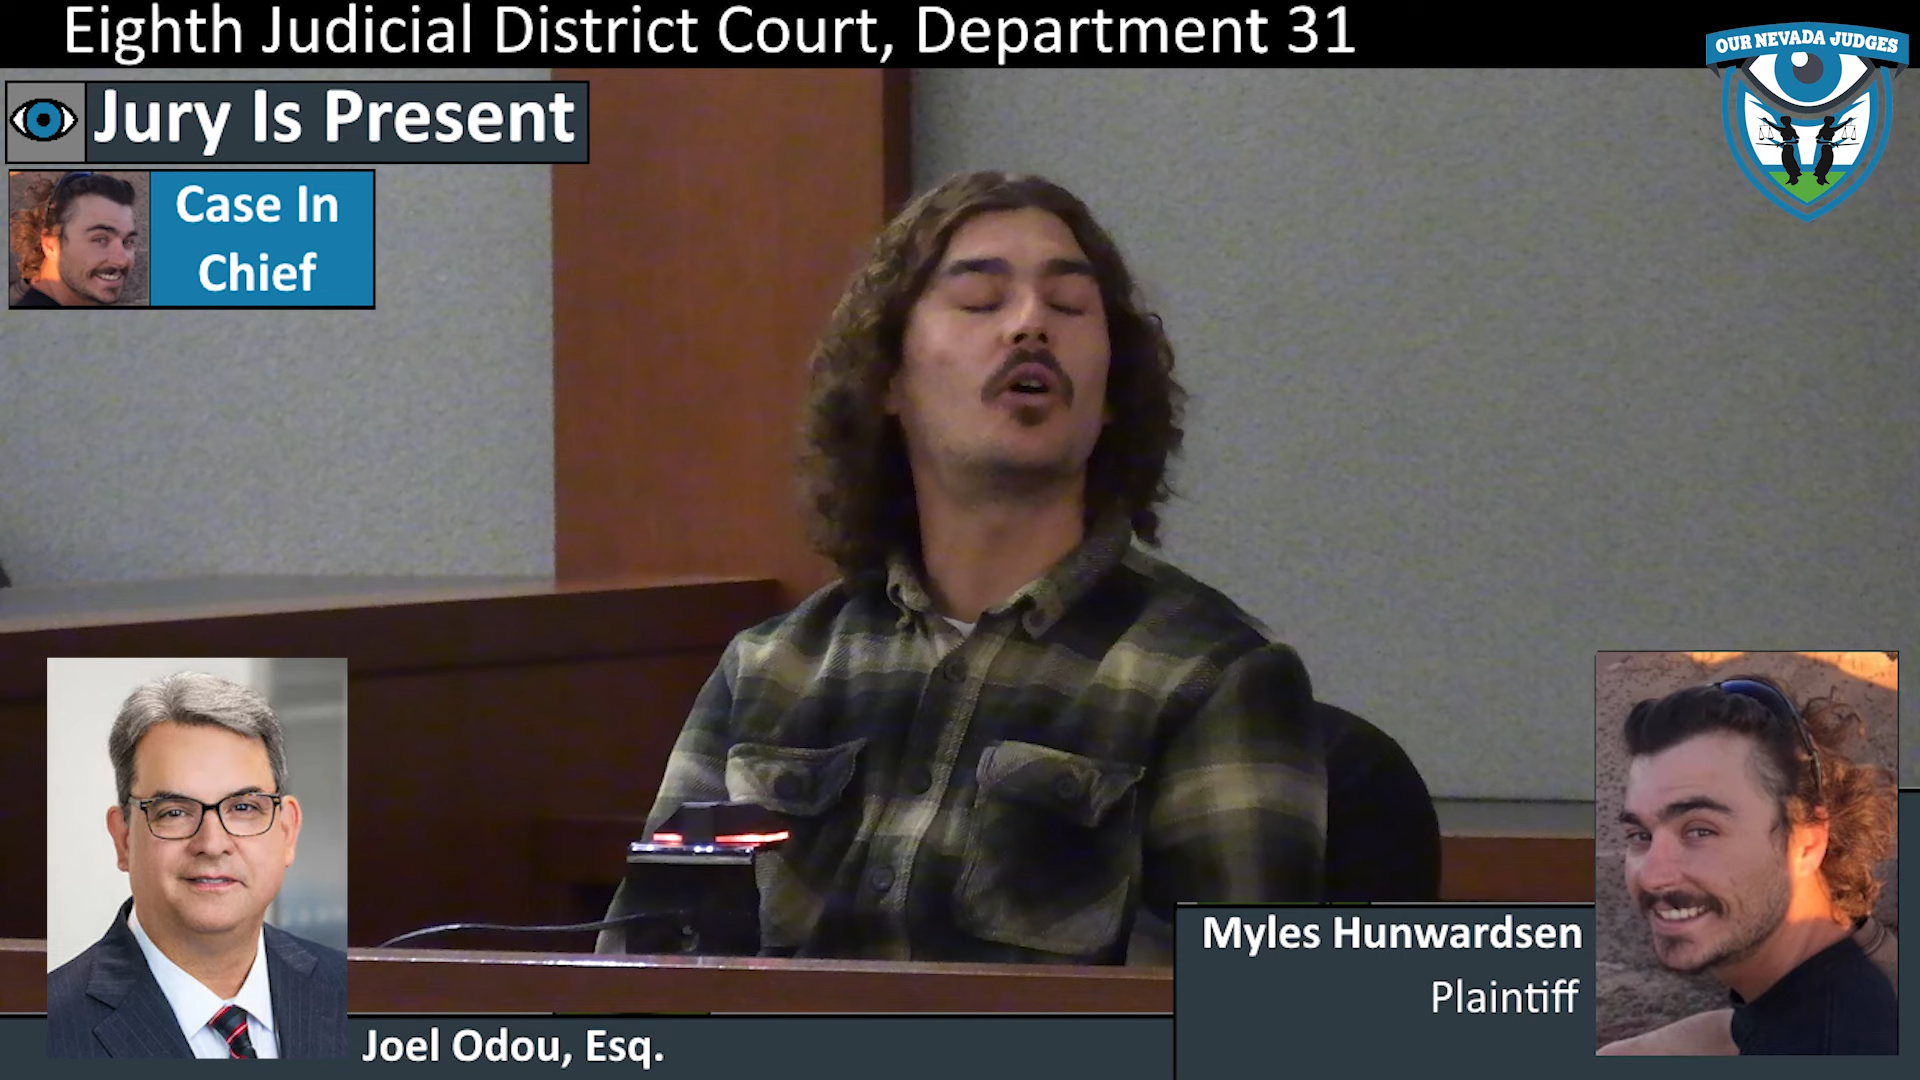 Eighth Judicial District Court, Department 31
OUR NEVADA JUDGES
Jury Is Present
Case In
Chief
Myles Hunwardsen
Plaintiff
Joel Odou, Esq.